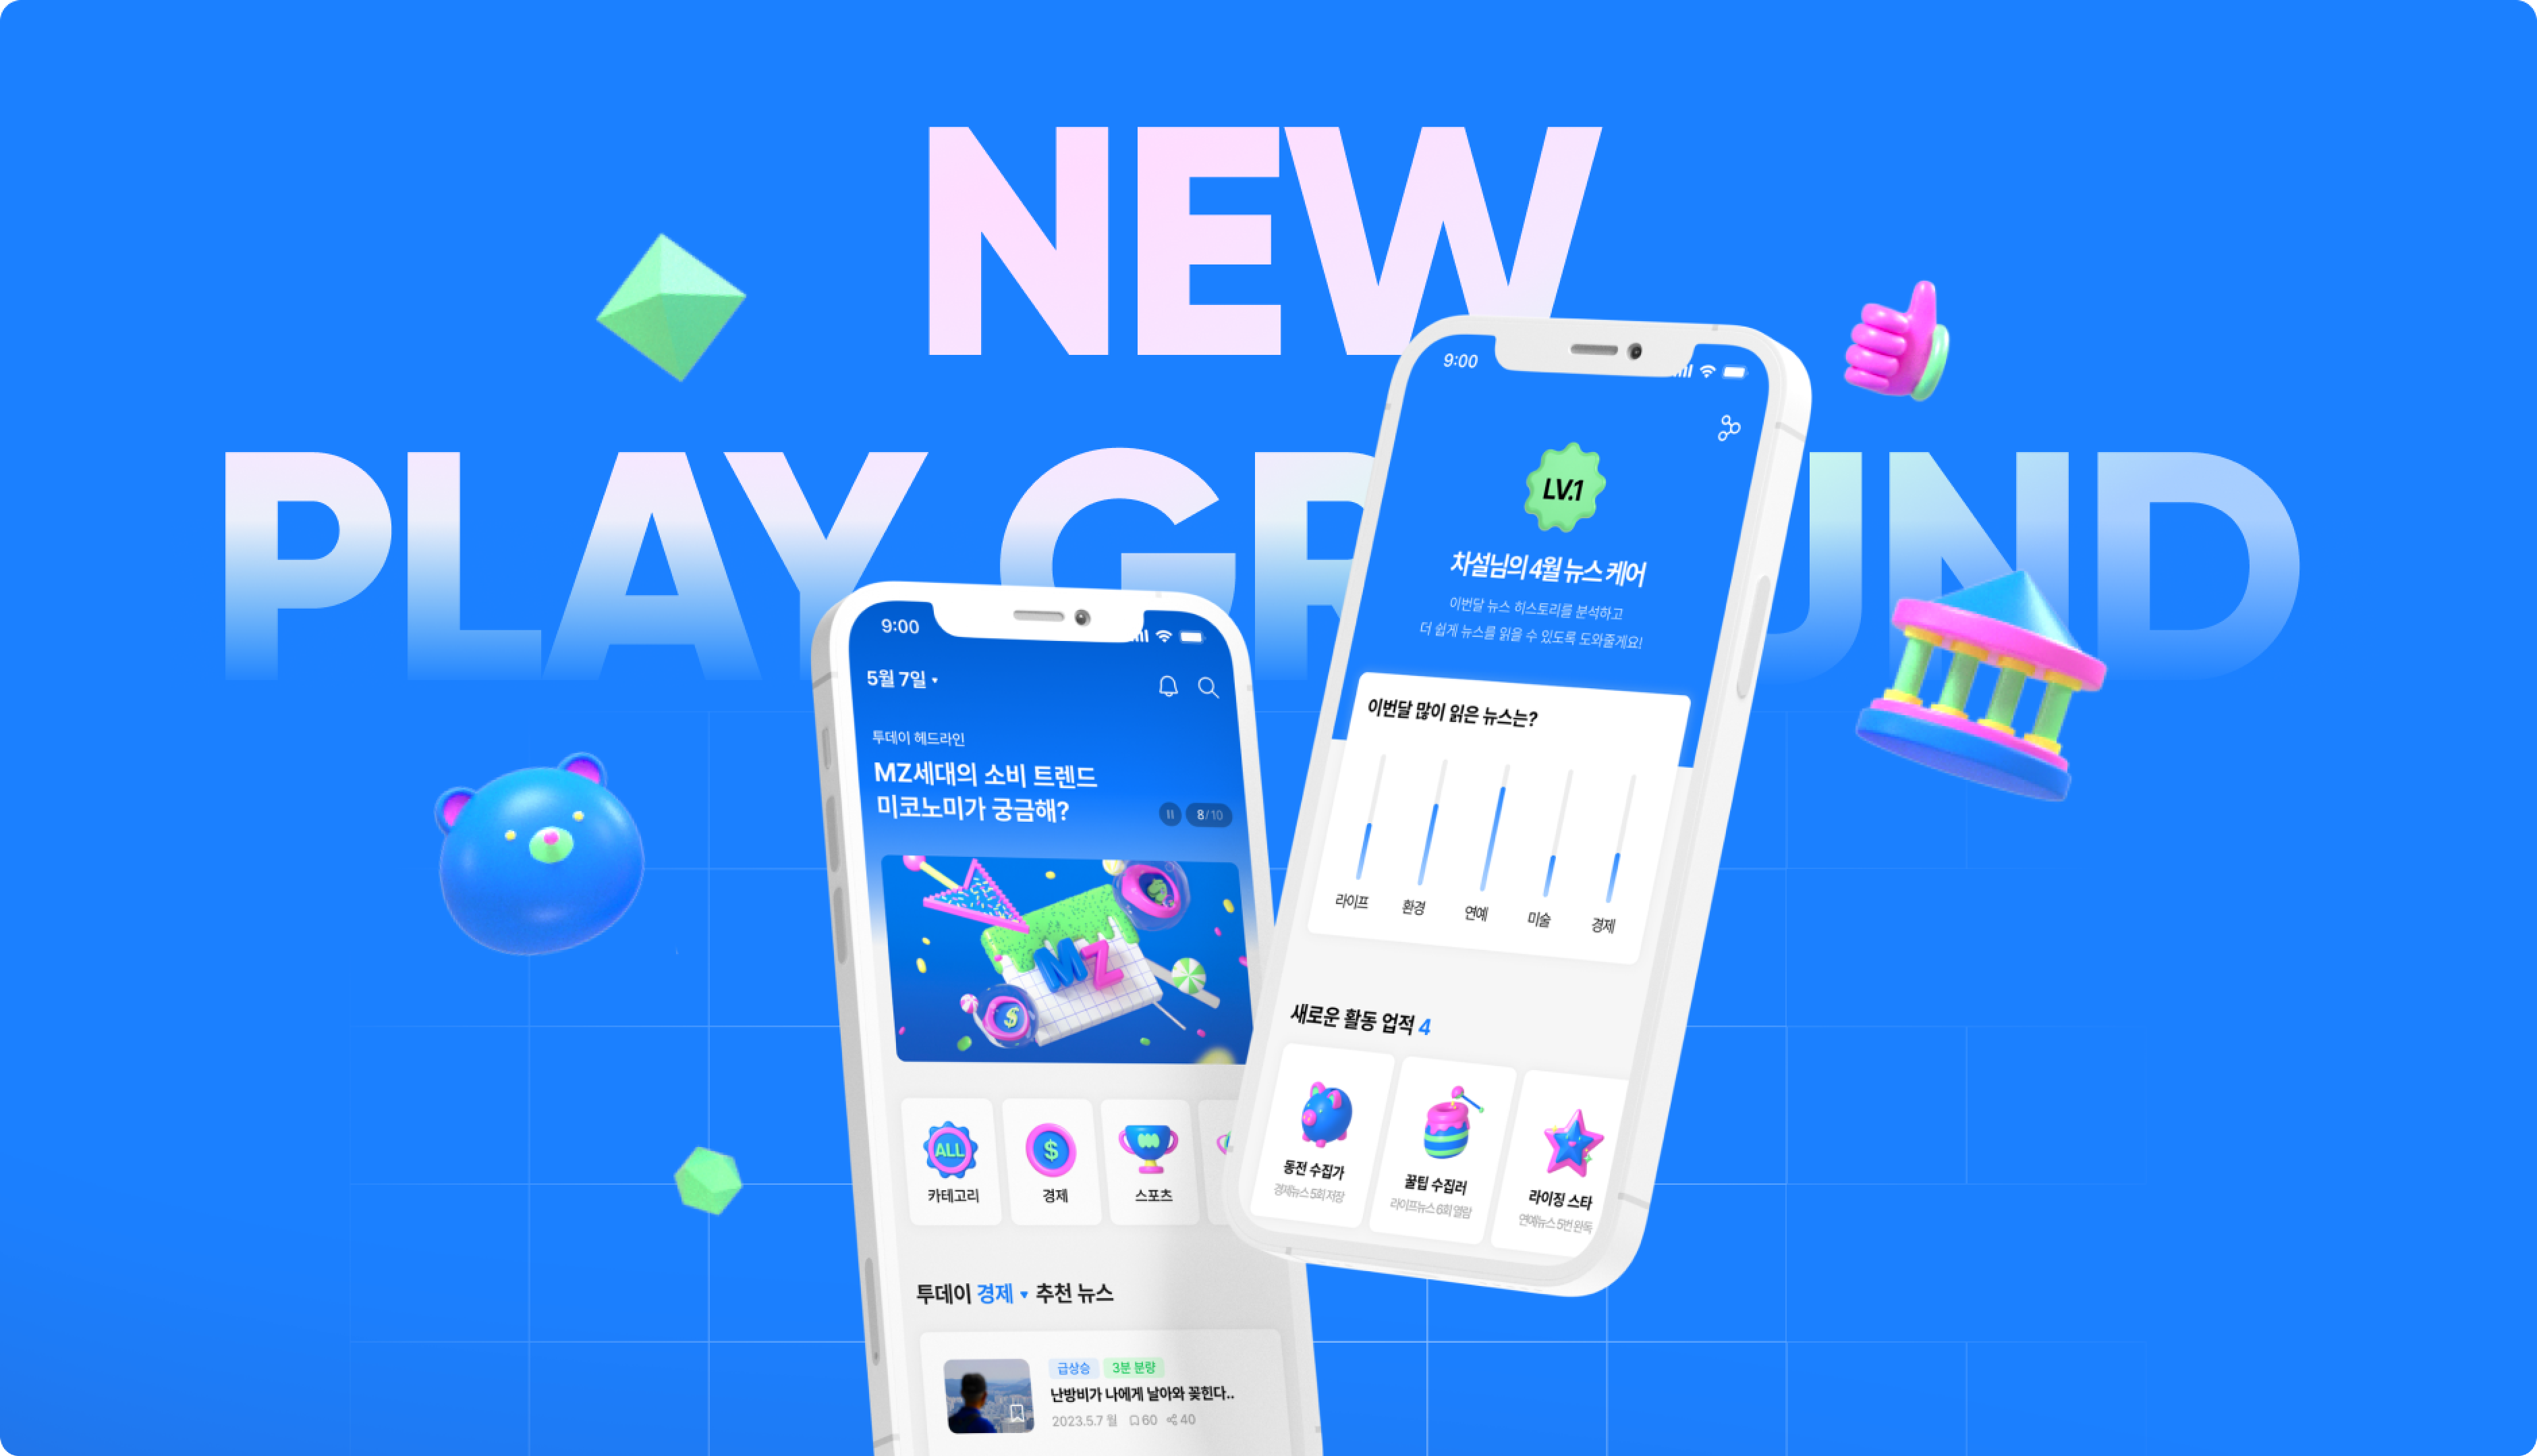 NEW
PLAY GROUND
9:00
5월 7일
투데이 헤드라인
MZ세대의 소비 트렌드
미코노미가 궁금해?
8/10
MZ
$
ALL
$
카테고리
경제
스포츠
투데이 경제 추천 뉴스
급상승
3분 분량
난방비가 나에게 날아와 꽂힌다..
2023.5.7 월 60 40
9:00
LV.1
차설님의 4월 뉴스 케어
이번달 뉴스 히스토리를 분석하고
더 쉽게 뉴스를 읽을 수 있도록 도와줄게요!
이번달 많이 읽은 뉴스는?
라이프
환경
연예
미술
경제
새로운 활동 업적 4
동전 수집가
경제뉴스 5회 저장
꿀팁 수집러
라이프뉴스 6회 열람
라이징 스타
연예뉴스 5번 완독